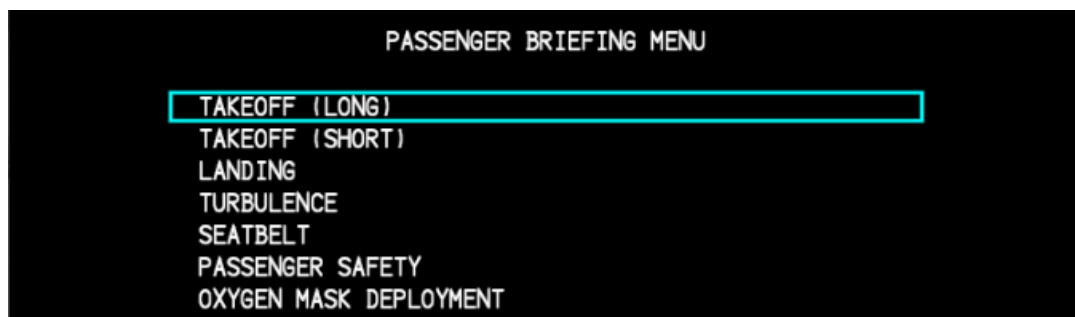 PASSENGER BRIEFING MENU
TAKEOFF (LONG)
TAKEOFF (SHORT)
LANDING
TURBULENCE
SEATBELT
PASSENGER SAFETY
OXYGEN MASK DEPLOYMENT